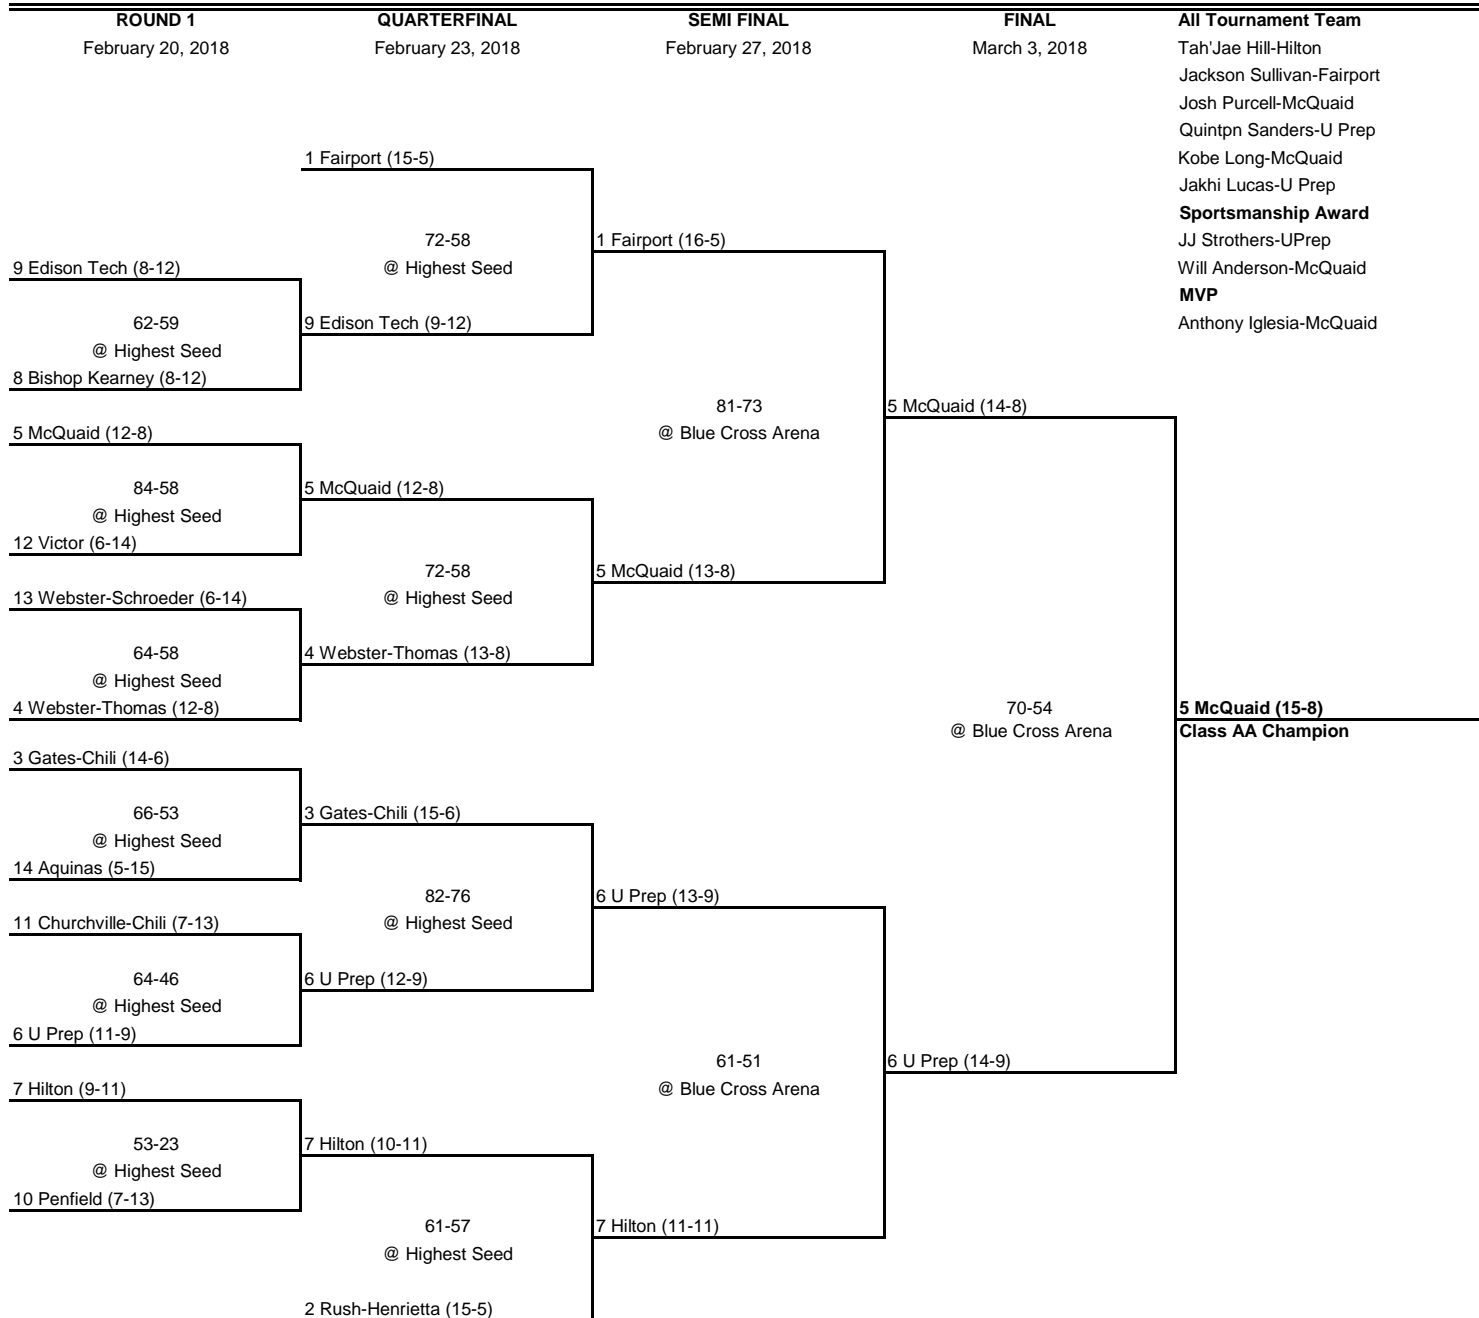 ROUND 1
February 20, 2018
9 Edison Tech (8-12)
62-59
@ Highest Seed
8 Bishop Kearney (8-12)
5 McQuaid (12-8)
84-58
@ Highest Seed
12 Victor (6-14)
13 Webster-Schroeder (6-14)
64-58
@ Highest Seed
4 Webster-Thomas (12-8)
3 Gates-Chili (14-6)
66-53
@ Highest Seed
14 Aquinas (5-15)
11 Churchville-Chili (7-13)
64-46
@ Highest Seed
6 U Prep (11-9)
7 Hilton (9-11)
53-23
@ Highest Seed
10 Penfield (7-13)
QUARTERFINAL
February 23, 2018
1 Fairport (15-5)
72-58
@ Highest Seed
9 Edison Tech (9-12)
5 McQuaid (12-8)
72-58
@ Highest Seed
4 Webster-Thomas (13-8)
3 Gates-Chili (15-6)
82-76
@ Highest Seed
6 U Prep (12-9)
7 Hilton (10-11)
61-57
@ Highest Seed
2 Rush-Henrietta (15-5)
SEMI FINAL
February 27, 2018
1 Fairport (16-5)
81-73
@ Blue Cross Arena
5 McQuaid (13-8)
6 U Prep (13-9)
61-51
@ Blue Cross Arena
7 Hilton (11-11)
FINAL
March 3, 2018
5 McQuaid (14-8)
70-54
@ Blue Cross Arena
6 U Prep (14-9)
All Tournament Team
Tah'Jae Hill-Hilton
Jackson Sullivan-Fairport
Josh Purcell-McQuaid
Quintpn Sanders-U Prep
Kobe Long-McQuaid
Jakhi Lucas-U Prep
Sportsmanship Award
JJ Strothers-UPrep
Will Anderson-McQuaid
MVP
Anthony Iglesia-McQuaid
5 McQuaid (15-8)
Class AA Champion